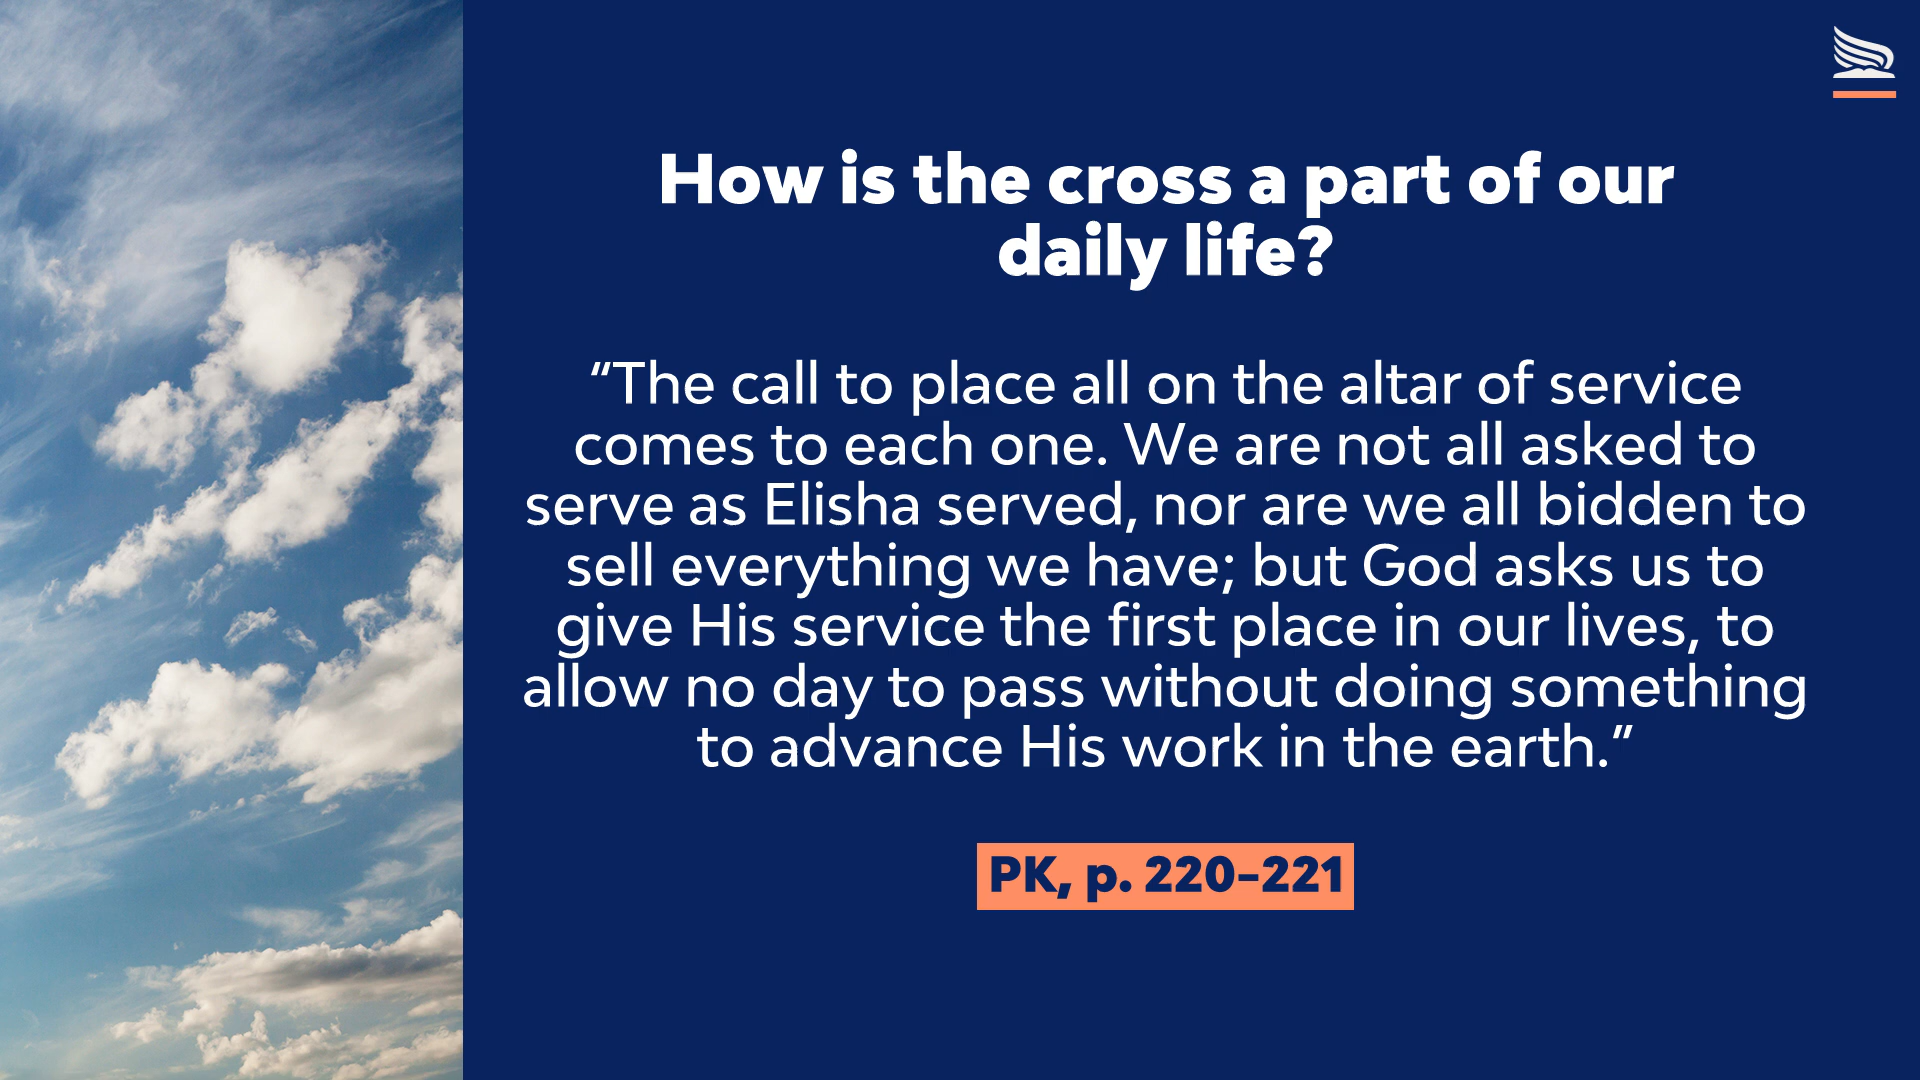 How is the cross a part of our
daily life?
“The call to place all on the altar of service
comes to each one. We are not all asked to
serve as Elisha served, nor are we all bidden to
sell everything we have; but God asks us to
give His service the first place in our lives, to
allow no day to pass without doing something
to advance His work in the earth.”
PK, p. 220–221